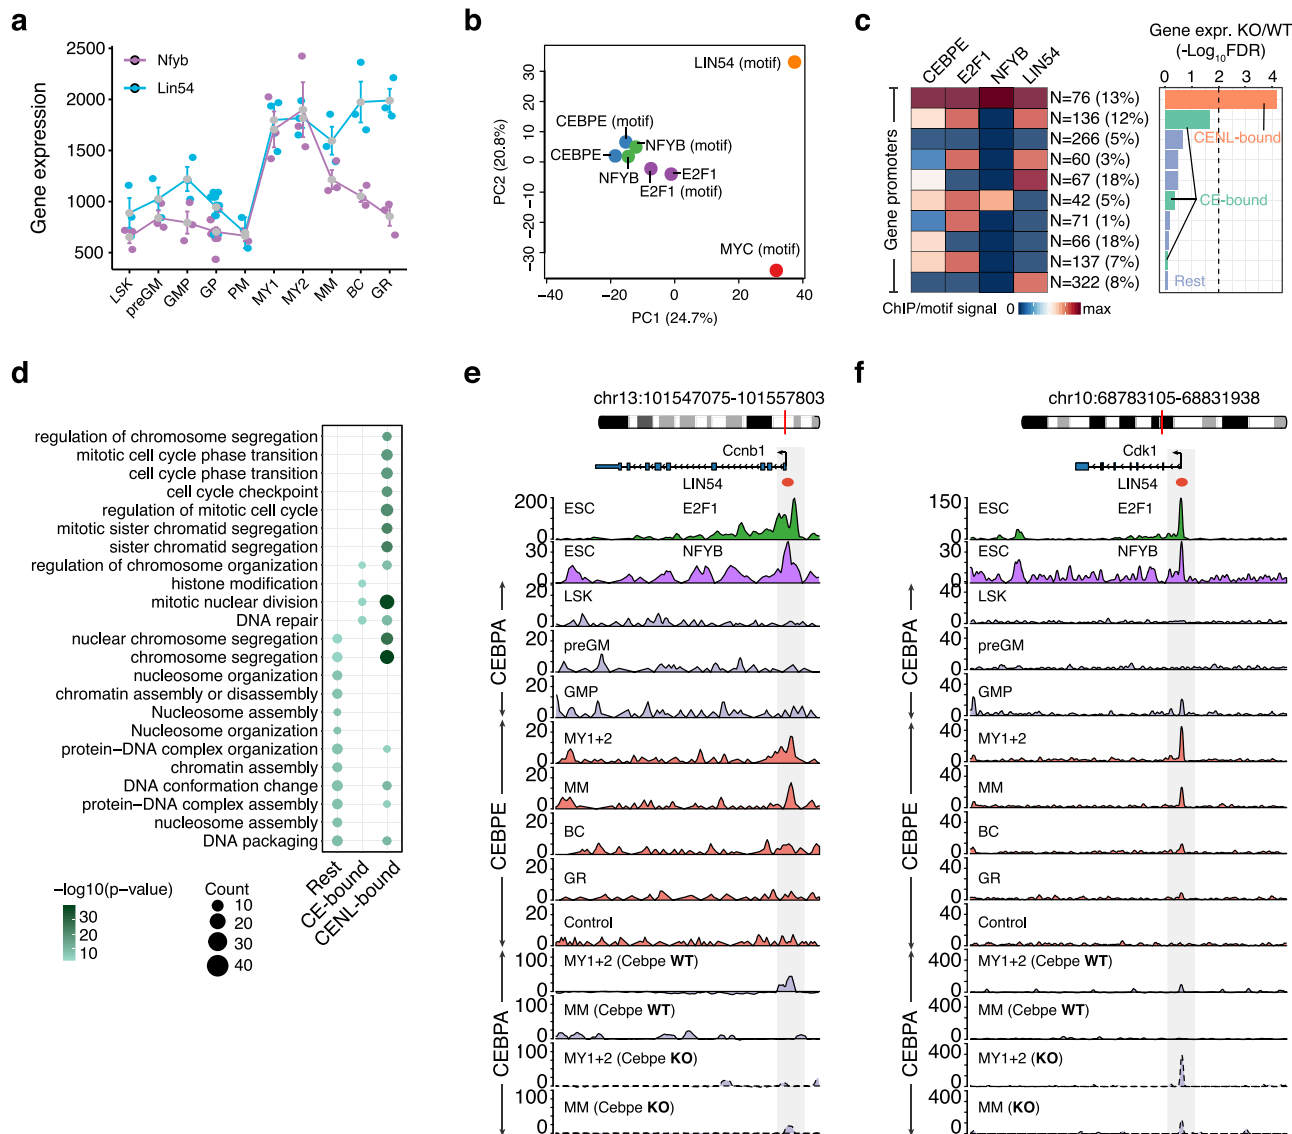 a
2500
2000
1500
1000
500
Gene expression
Nfyb
Lin54
LSK
preGM
GMP
GP
PM
MY1
MY2
MM
BC
GR
b
30
20
10
0
−10
−20
−30
PC2 (20.8%)
LIN54 (motif)
CEBPE (motif)
CEBPE
NFYB (motif)
NFYB
E2F1
E2F1 (motif)
MYC (motif)
−40
−20
0
20
40
PC1 (24.7%)
c
CEBPE
E2F1
NFYB
LIN54
Gene promoters
N=76 (13%)
N=136 (12%)
N=266 (5%)
N=60 (3%)
N=67 (18%)
N=42 (5%)
N=71 (1%)
N=66 (18%)
N=137 (7%)
N=322 (8%)
ChIP/motif signal
0
max
Gene expr. KO/WT
(-Log10FDR)
0 1 2 3 4
CENL-bound
CE-bound
Rest
d
regulation of chromosome segregation
mitotic cell cycle phase transition
cell cycle phase transition
cell cycle checkpoint
regulation of mitotic cell cycle
mitotic sister chromatid segregation
sister chromatid segregation
regulation of chromosome organization
histone modification
mitotic nuclear division
DNA repair
nuclear chromosome segregation
chromosome segregation
nucleosome organization
chromatin assembly or disassembly
Nucleosome assembly
Nucleosome organization
protein−DNA complex organization
chromatin assembly
DNA conformation change
protein−DNA complex assembly
nucleosome assembly
DNA packaging
Rest
CE-bound
CENL-bound
−log10(p−value)
30
20
10
Count
10
20
30
40
e
chr13:101547075-101557803
Ccnb1
LIN54
200
0
ESC
E2F1
30
0
ESC
NFYB
CEBPA
20
0
LSK
20
0
preGM
20
0
GMP
CEBPE
20
0
MY1+2
20
0
MM
20
0
BC
20
0
GR
20
0
Control
CEBPA
100
0
MY1+2 (Cebpe WT)
100
0
MM (Cebpe WT)
100
0
MY1+2 (Cebpe KO)
100
0
MM (Cebpe KO)
f
chr10:68783105-68831938
Cdk1
LIN54
150
0
ESC
E2F1
30
0
ESC
NFYB
CEBPA
40
0
LSK
40
0
preGM
40
0
GMP
CEBPE
40
0
MY1+2
40
0
MM
40
0
BC
40
0
GR
40
0
Control
CEBPA
400
0
MY1+2 (Cebpe WT)
400
0
MM (Cebpe WT)
400
0
MY1+2 (KO)
400
0
MM (KO)